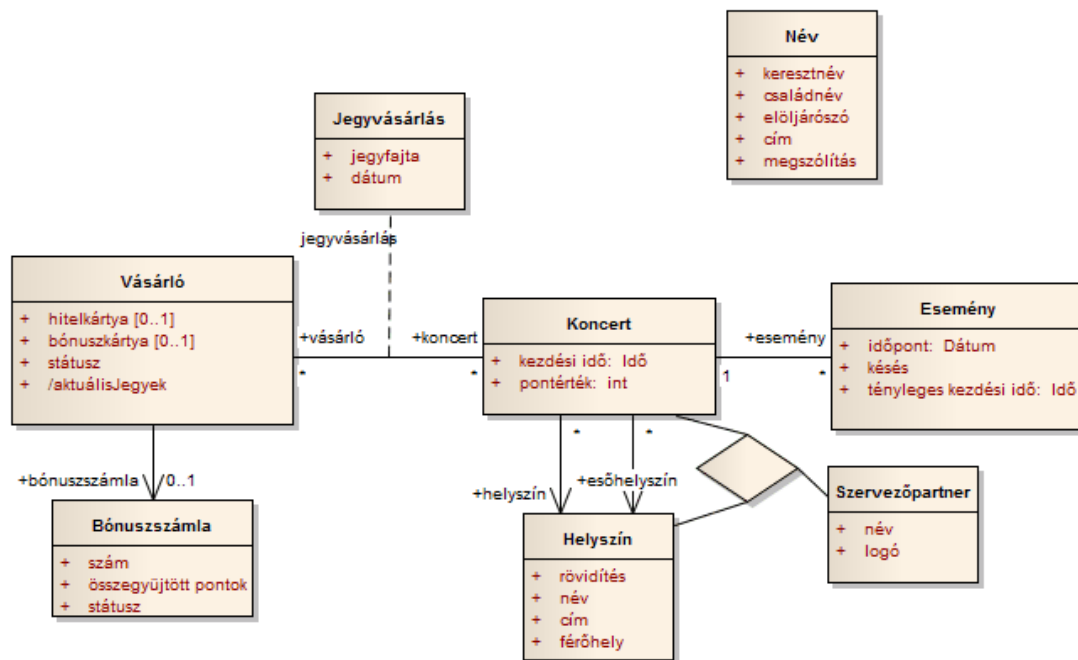 Név
+ keresztnév
+ családnév
+ elöljárószó
+ cím
+ megszólítás
Jegyvásárlás
+ jegyfajta
+ dátum
jegyvásárlás
Vásárló
+ hitelkártya [0..1]
+ bónuszkártya [0..1]
+ státusz
+ /aktuálisJegyek
+vásárló
*
+koncert
*
Koncert
+ kezdési idő: Idő
+ pontérték: int
1
+esemény
*
Esemény
+ időpont: Dátum
+ késés
+ tényleges kezdési idő: Idő
+bónuszszámla
0..1
Bónuszszámla
+ szám
+ összegyűjtött pontok
+ státusz
*
*
+helyszín
+esőhelyszín
Helyszín
+ rövidítés
+ név
+ cím
+ férőhely
Szervezőpartner
+ név
+ logó